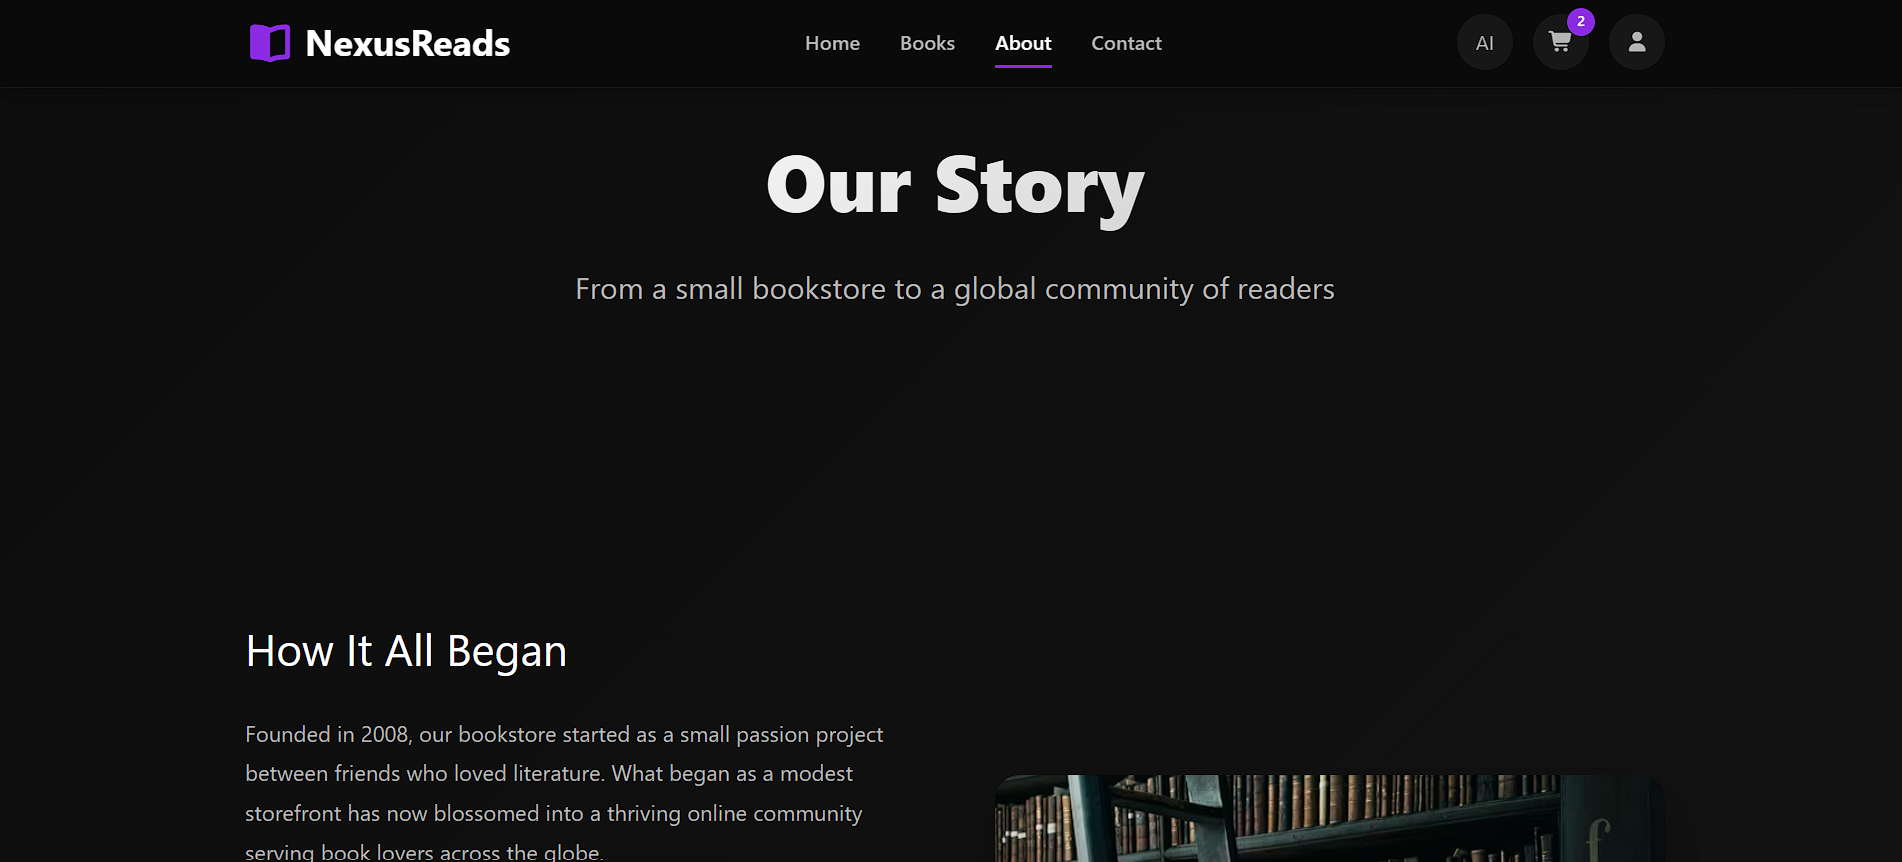 NexusReads
Home
Books
About
Contact
AI
2
Our Story
From a small bookstore to a global community of readers
How It All Began
Founded in 2008, our bookstore started as a small passion project
between friends who loved literature. What began as a modest
storefront has now blossomed into a thriving online community
serving book lovers across the globe.
f